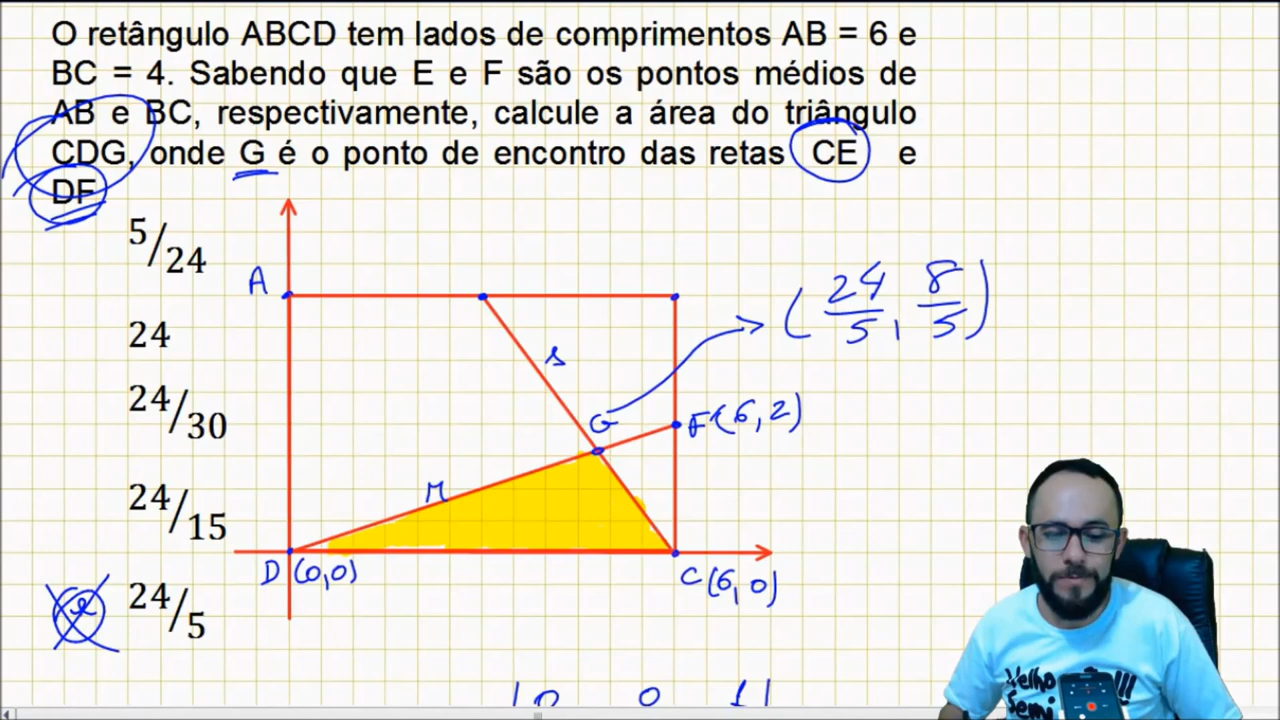 O retângulo ABCD tem lados de comprimentos AB = 6 e
BC = 4. Sabendo que E e F são os pontos médios de
AB e BC, respectivamente, calcule a área do triângulo
CDG, onde G é o ponto de encontro das retas CE e
DF
5/24
24
24/30
24/15
24/5
A
(24/5, 8/5)
s
G
F(6,2)
r
D(0,0)
C(6,0)
e
Velho
Semi
!!!